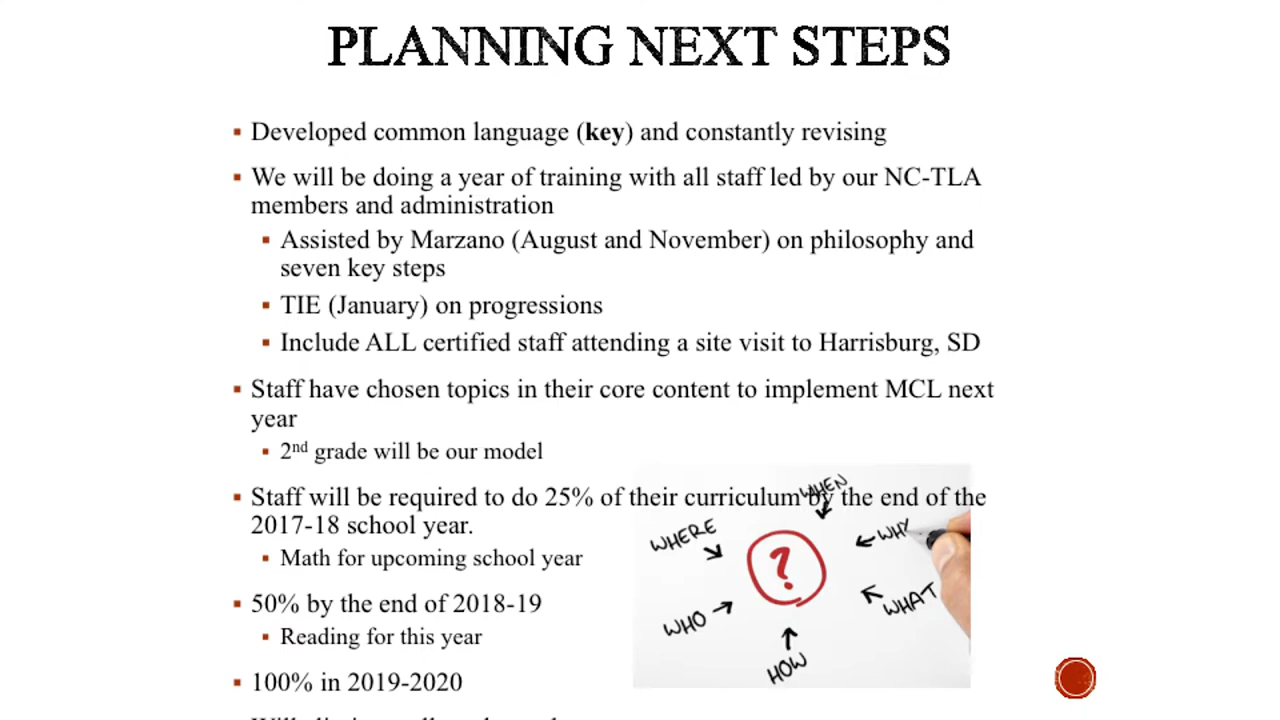 PLANNING NEXT STEPS
▪ Developed common language (key) and constantly revising
▪ We will be doing a year of training with all staff led by our NC-TLA
members and administration
▪ Assisted by Marzano (August and November) on philosophy and
seven key steps
▪ TIE (January) on progressions
▪ Include ALL certified staff attending a site visit to Harrisburg, SD
▪ Staff have chosen topics in their core content to implement MCL next
year
▪ 2nd grade will be our model
▪ Staff will be required to do 25% of their curriculum by the end of the
2017-18 school year.
▪ Math for upcoming school year
▪ 50% by the end of 2018-19
▪ Reading for this year
▪ 100% in 2019-2020
WHEN
WHERE
WHY
?
WHAT
WHO
HOW